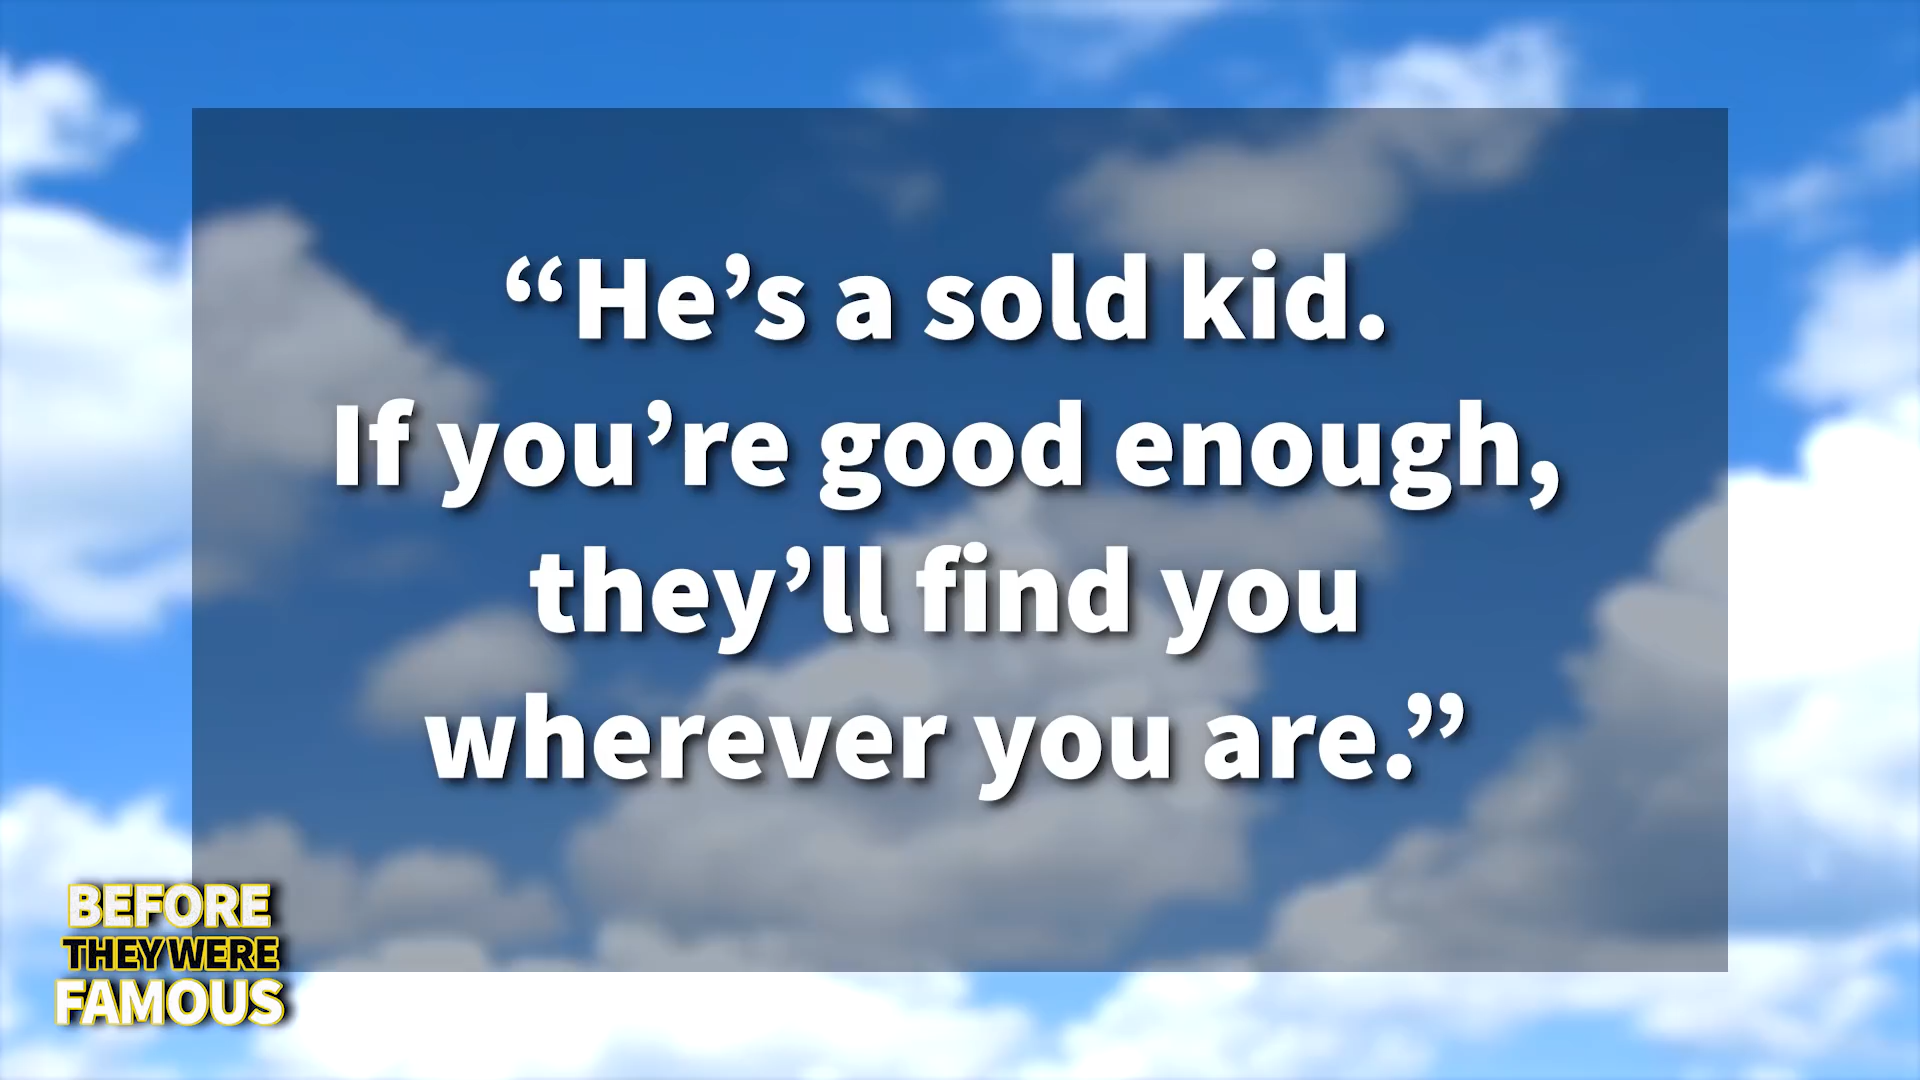 “He’s a sold kid.
If you’re good enough,
they’ll find you
wherever you are.”
BEFORE
THEY WERE
FAMOUS